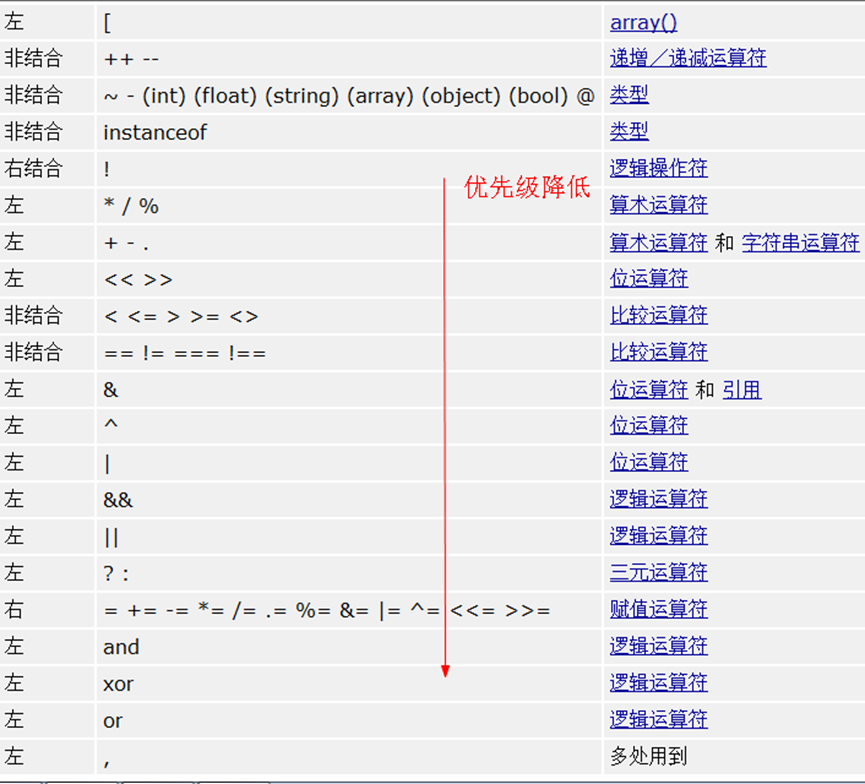 左 [ array()
非结合 ++ -- 递增／递减运算符
非结合 ~ - (int) (float) (string) (array) (object) (bool) @ 类型
非结合 instanceof 类型
右结合 ! 逻辑操作符
优先级降低
左 * / % 算术运算符
左 + - . 算术运算符 和 字符串运算符
左 << >> 位运算符
非结合 < <= > >= <> 比较运算符
非结合 == != === !== 比较运算符
左 & 位运算符 和 引用
左 ^ 位运算符
左 | 位运算符
左 && 逻辑运算符
左 || 逻辑运算符
左 ? : 三元运算符
右 = += -= *= /= .= %= &= |= ^= <<= >>= 赋值运算符
左 and 逻辑运算符
左 xor 逻辑运算符
左 or 逻辑运算符
左 , 多处用到